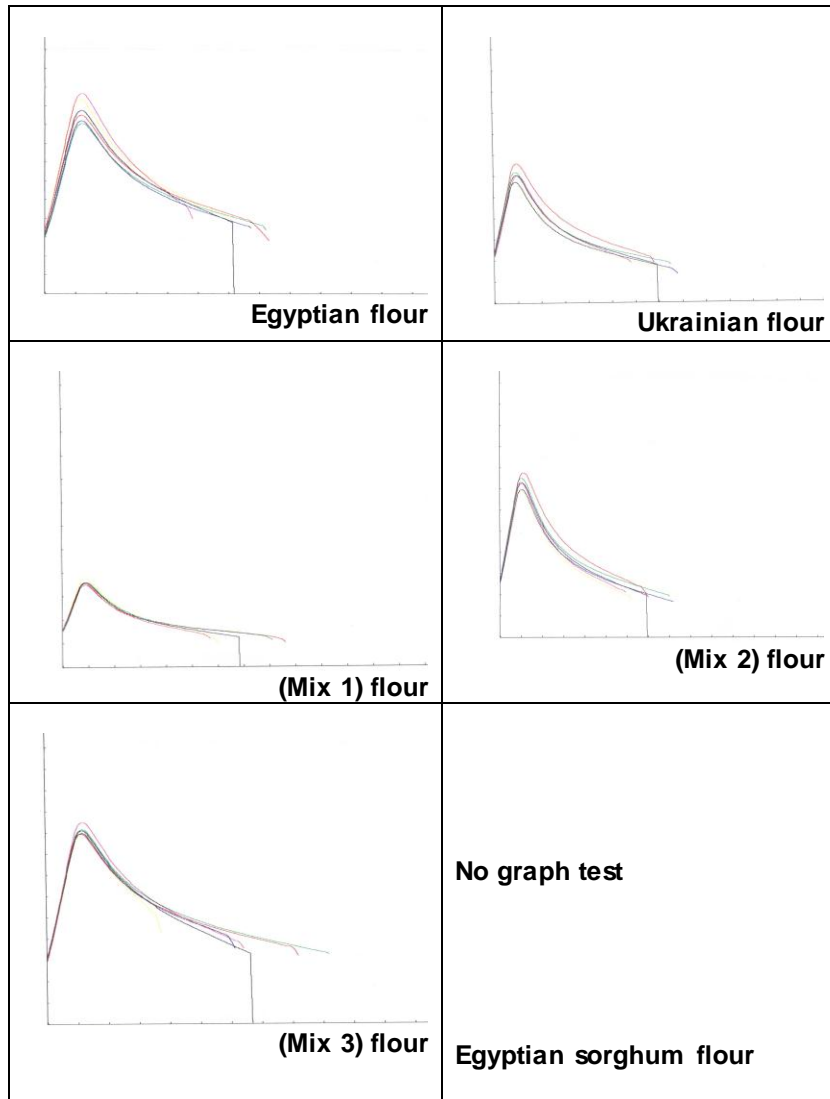 Egyptian flour
Ukrainian flour
(Mix 1) flour
(Mix 2) flour
(Mix 3) flour
No graph test
Egyptian sorghum flour